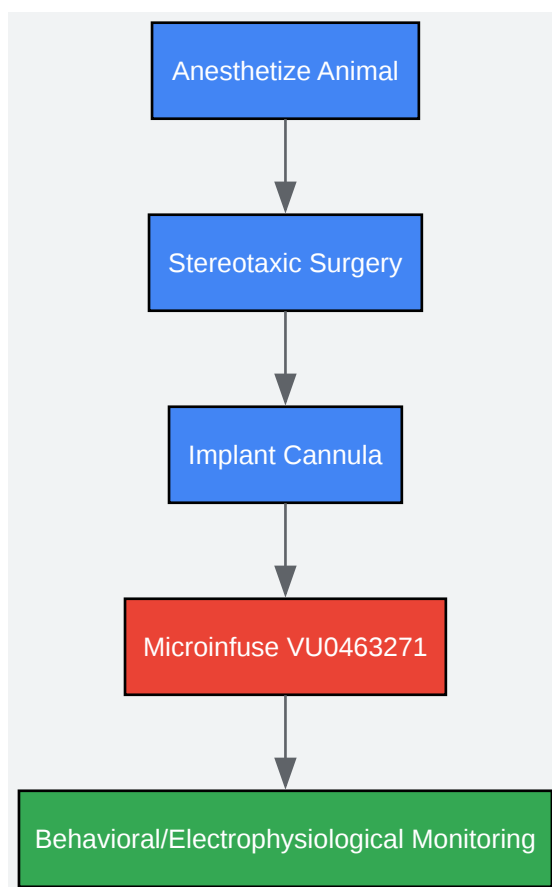 Anesthetize Animal
Stereotaxic Surgery
Implant Cannula
Microinfuse VU0463271
Behavioral/Electrophysiological Monitoring